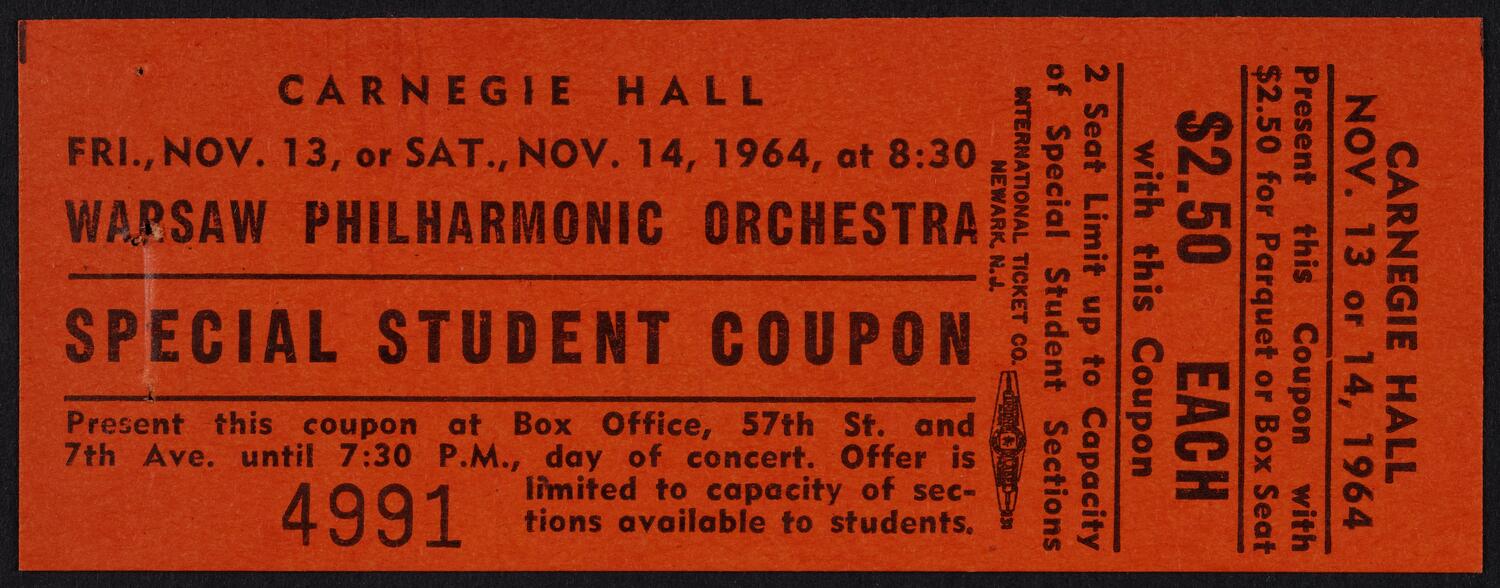 CARNEGIE HALL
FRI., NOV. 13, or SAT., NOV. 14, 1964, at 8:30
WARSAW PHILHARMONIC ORCHESTRA
SPECIAL STUDENT COUPON
Present this coupon at Box Office, 57th St. and
7th Ave. until 7:30 P.M., day of concert. Offer is
limited to capacity of sec-
tions available to students.
4991
CARNEGIE HALL
NOV. 13 or 14, 1964
Present this Coupon with
$2.50 for Parquet or Box Seat
$2.50 EACH
with this Coupon
2 Seat Limit up to Capacity
of Special Student Sections
INTERNATIONAL TICKET CO.
NEWARK, N.J.